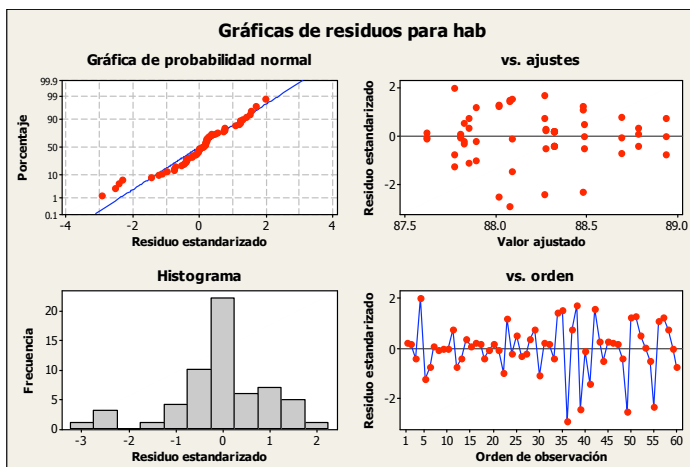 Gráficas de residuos para hab
Gráfica de probabilidad normal
Porcentaje
99.9
99
90
50
10
1
0.1
-4 -2 0 2 4
Residuo estandarizado
vs. ajustes
Residuo estandarizado
2
0
-2
87.5 88.0 88.5 89.0
Valor ajustado
Histograma
Frecuencia
20
15
10
5
0
-3 -2 -1 0 1 2
Residuo estandarizado
vs. orden
Residuo estandarizado
2
0
-2
1 5 10 15 20 25 30 35 40 45 50 55 60
Orden de observación